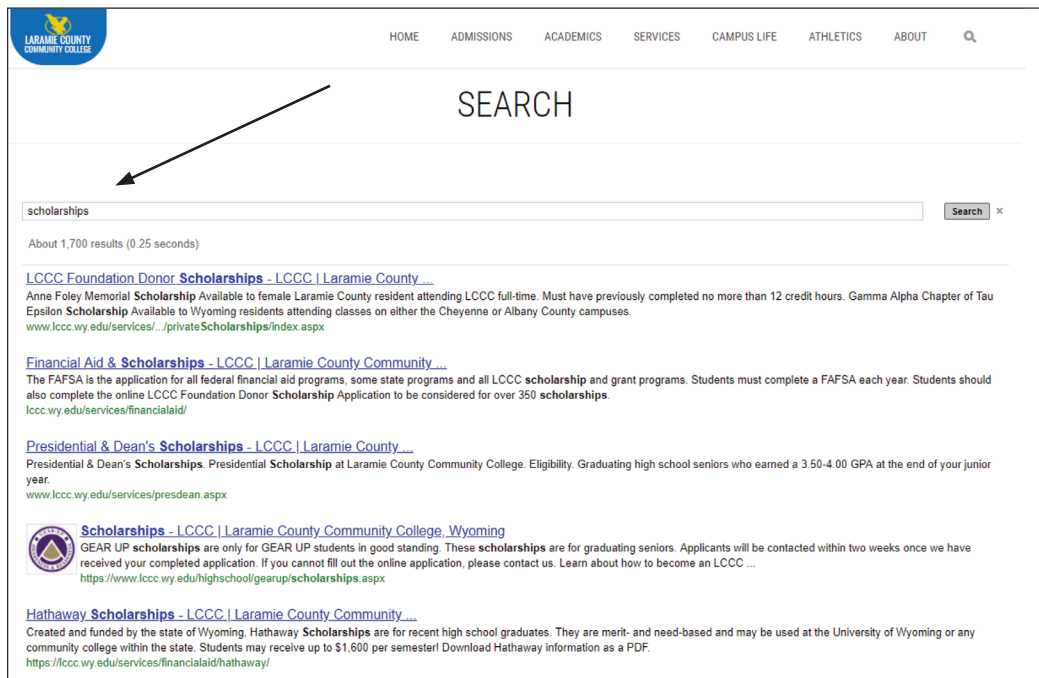 LARAMIE COUNTY
COMMUNITY COLLEGE
HOME ADMISSIONS ACADEMICS SERVICES CAMPUS LIFE ATHLETICS ABOUT
SEARCH
scholarships
Search ×
About 1,700 results (0.25 seconds)
LCCC Foundation Donor Scholarships - LCCC | Laramie County ...
Anne Foley Memorial Scholarship Available to female Laramie County resident attending LCCC full-time. Must have previously completed no more than 12 credit hours. Gamma Alpha Chapter of Tau
Epsilon Scholarship Available to Wyoming residents attending classes on either the Cheyenne or Albany County campuses.
www.lccc.wy.edu/services/.../privateScholarships/index.aspx
Financial Aid & Scholarships - LCCC | Laramie County Community ...
The FAFSA is the application for all federal financial aid programs, some state programs and all LCCC scholarship and grant programs. Students must complete a FAFSA each year. Students should
also complete the online LCCC Foundation Donor Scholarship Application to be considered for over 350 scholarships.
lccc.wy.edu/services/financialaid/
Presidential & Dean's Scholarships - LCCC | Laramie County ...
Presidential & Dean's Scholarships. Presidential Scholarship at Laramie County Community College. Eligibility. Graduating high school seniors who earned a 3.50-4.00 GPA at the end of your junior
year.
www.lccc.wy.edu/services/presdean.aspx
GEAR UP
Scholarships - LCCC | Laramie County Community College, Wyoming
GEAR UP scholarships are only for GEAR UP students in good standing. These scholarships are for graduating seniors. Applicants will be contacted within two weeks once we have
received your completed application. If you cannot fill out the online application, please contact us. Learn about how to become an LCCC ...
https://www.lccc.wy.edu/highschool/gearup/scholarships.aspx
Hathaway Scholarships - LCCC | Laramie County Community ...
Created and funded by the state of Wyoming, Hathaway Scholarships are for recent high school graduates. They are merit- and need-based and may be used at the University of Wyoming or any
community college within the state. Students may receive up to $1,600 per semester! Download Hathaway information as a PDF.
https://lccc.wy.edu/services/financialaid/hathaway/